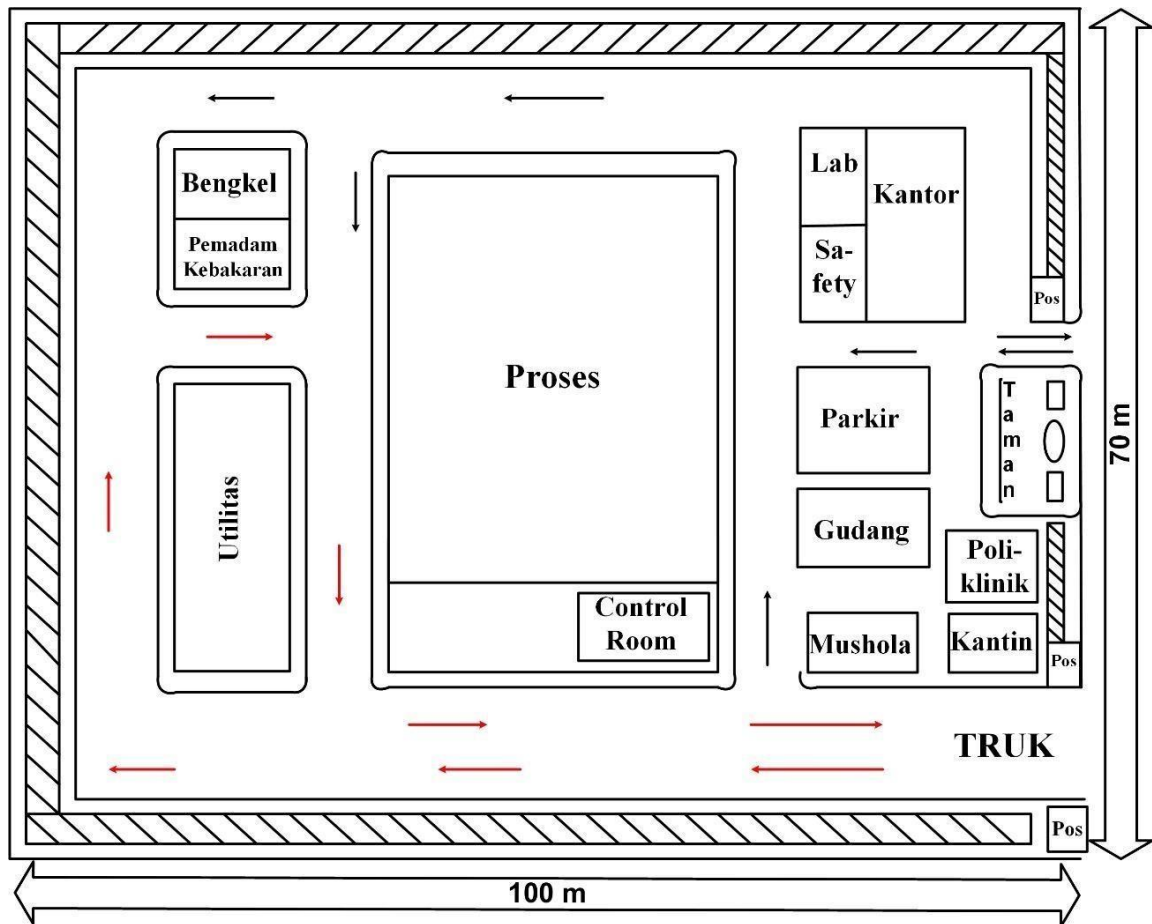 Bengkel
Pemadam
Kebakaran
Lab
Kantor
Sa-
fety
Pos
Proses
Parkir
Taman
70 m
Utilitas
Gudang
Poli-
klinik
Control
Room
Mushola
Kantin
Pos
TRUK
Pos
100 m